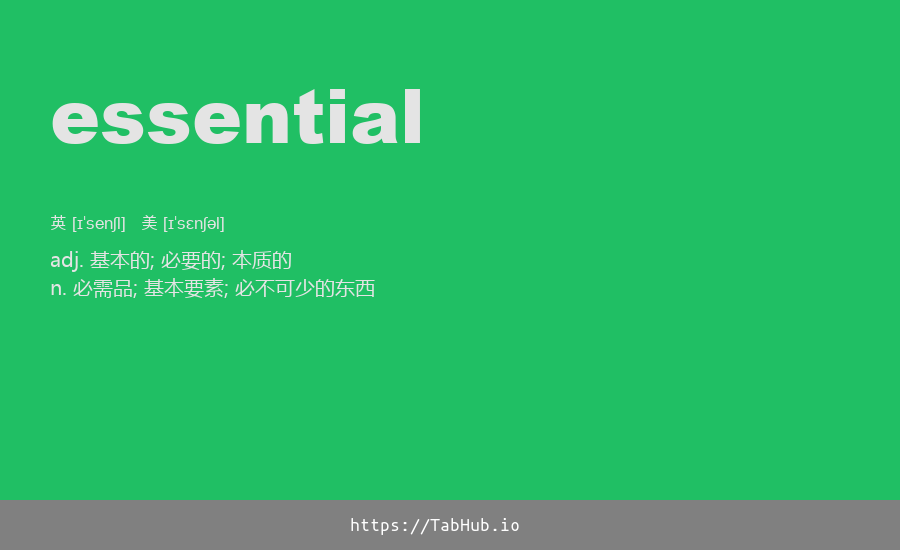 essential
英 [ɪˈsenʃl] 美 [ɪˈsɛnʃəl]
adj. 基本的; 必要的; 本质的
n. 必需品; 基本要素; 必不可少的东西
https://TabHub.io